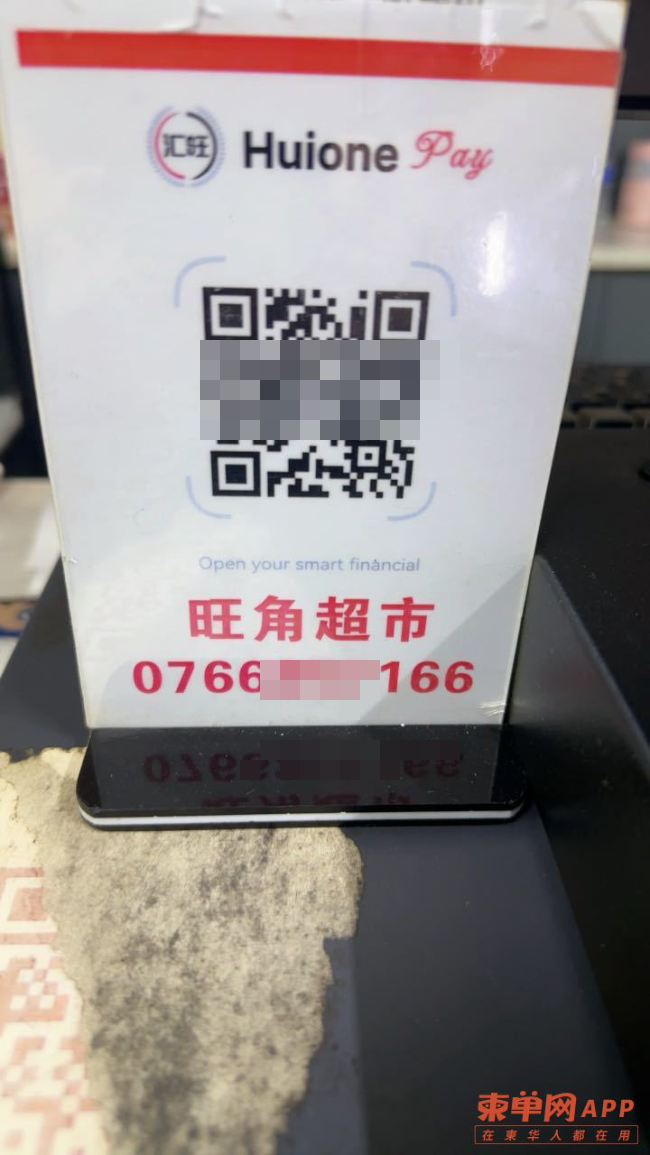 汇旺 Huione Pay
Open your smart financial
旺角超市
0766 166
柬单网APP
在柬华人都在用